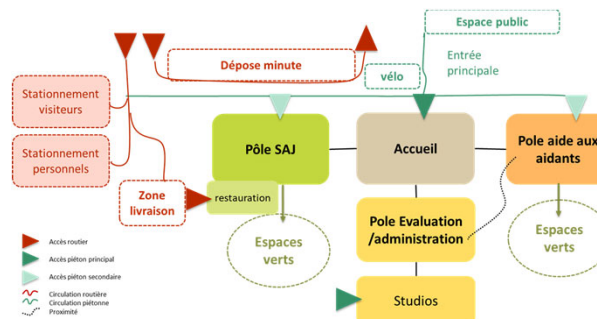 Espace public
Dépose minute
Entrée
principale
vélo
Stationnement
visiteurs
Pôle SAJ
Accueil
Pole aide aux
aidants
Stationnement
personnels
Zone
livraison
restauration
Pole Evaluation
/administration
Espaces
verts
Espaces
verts
Studios
Accès routier
Accès piéton principal
Accès piéton secondaire
Circulation routière
Circulation piétonne
Proximité